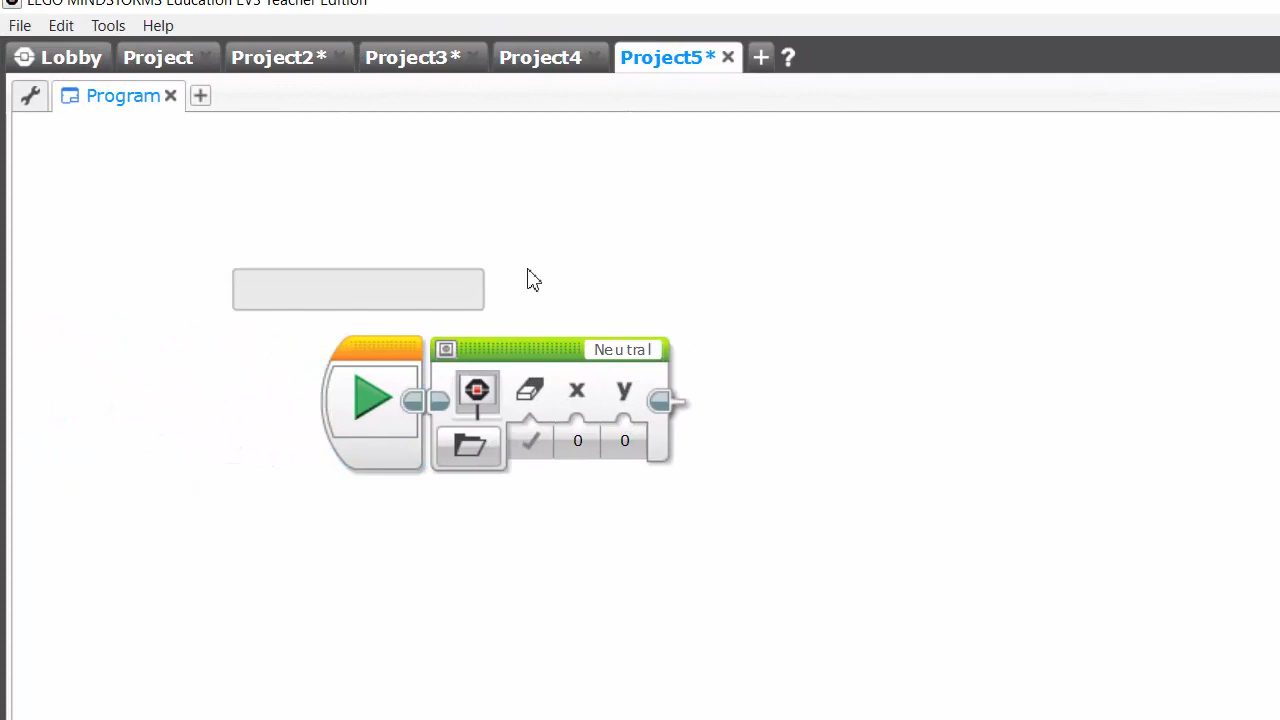 LEGO MINDSTORMS Education EV3 Teacher Edition
File Edit Tools Help
Lobby Project Project2* Project3* Project4 Project5* + ?
Program +
Neutral
x y
0 0